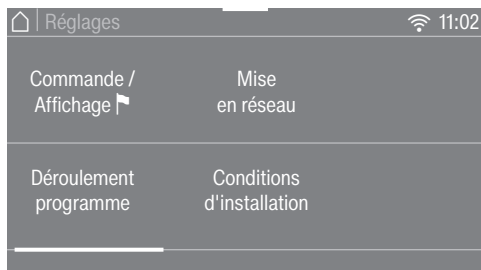 Réglages
11:02
Commande /
Affichage
Mise
en réseau
Déroulement
programme
Conditions
d'installation